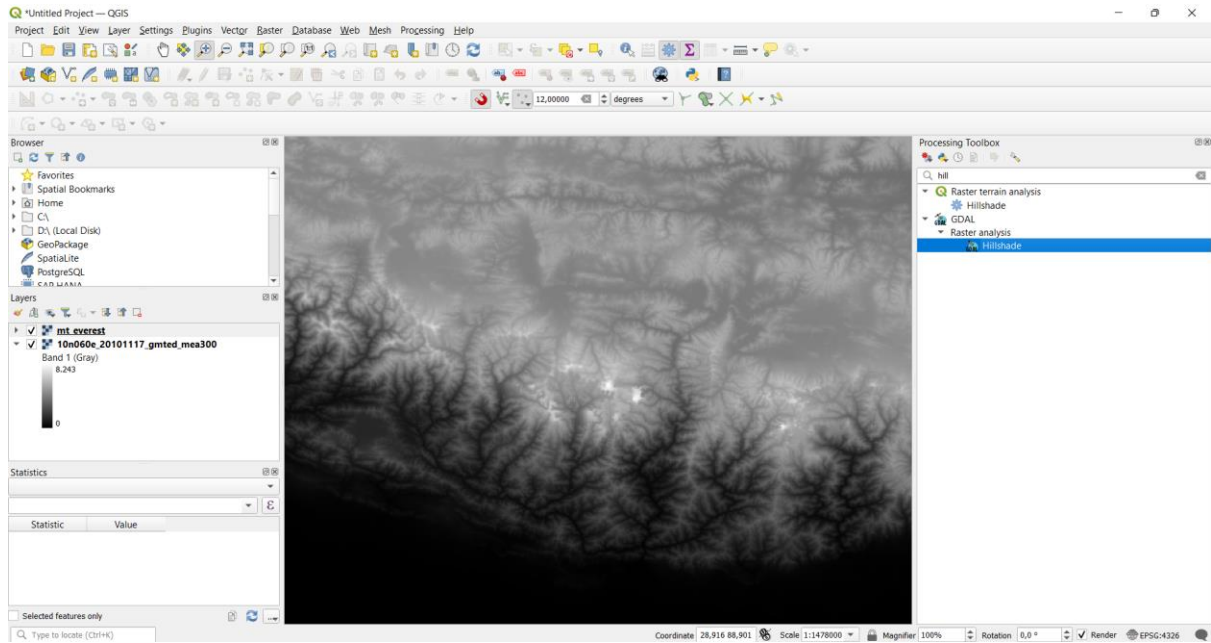 *Untitled Project — QGIS
Project Edit View Layer Settings Plugins Vector Raster Database Web Mesh Processing Help
12,00000 degrees
Browser
Favorites
Spatial Bookmarks
Home
C:\
D:\ (Local Disk)
GeoPackage
SpatiaLite
PostgreSQL
SAP HANA
Layers
mt everest
10n060e_20101117_gmted_mea300
Band 1 (Gray)
8.243
0
Statistics
Statistic Value
Selected features only
Processing Toolbox
hill
Raster terrain analysis
Hillshade
GDAL
Raster analysis
Hillshade
Type to locate (Ctrl+K)
Coordinate 28,916 88,901 Scale 1:1478000 Magnifier 100% Rotation 0,0 ° Render EPSG:4326